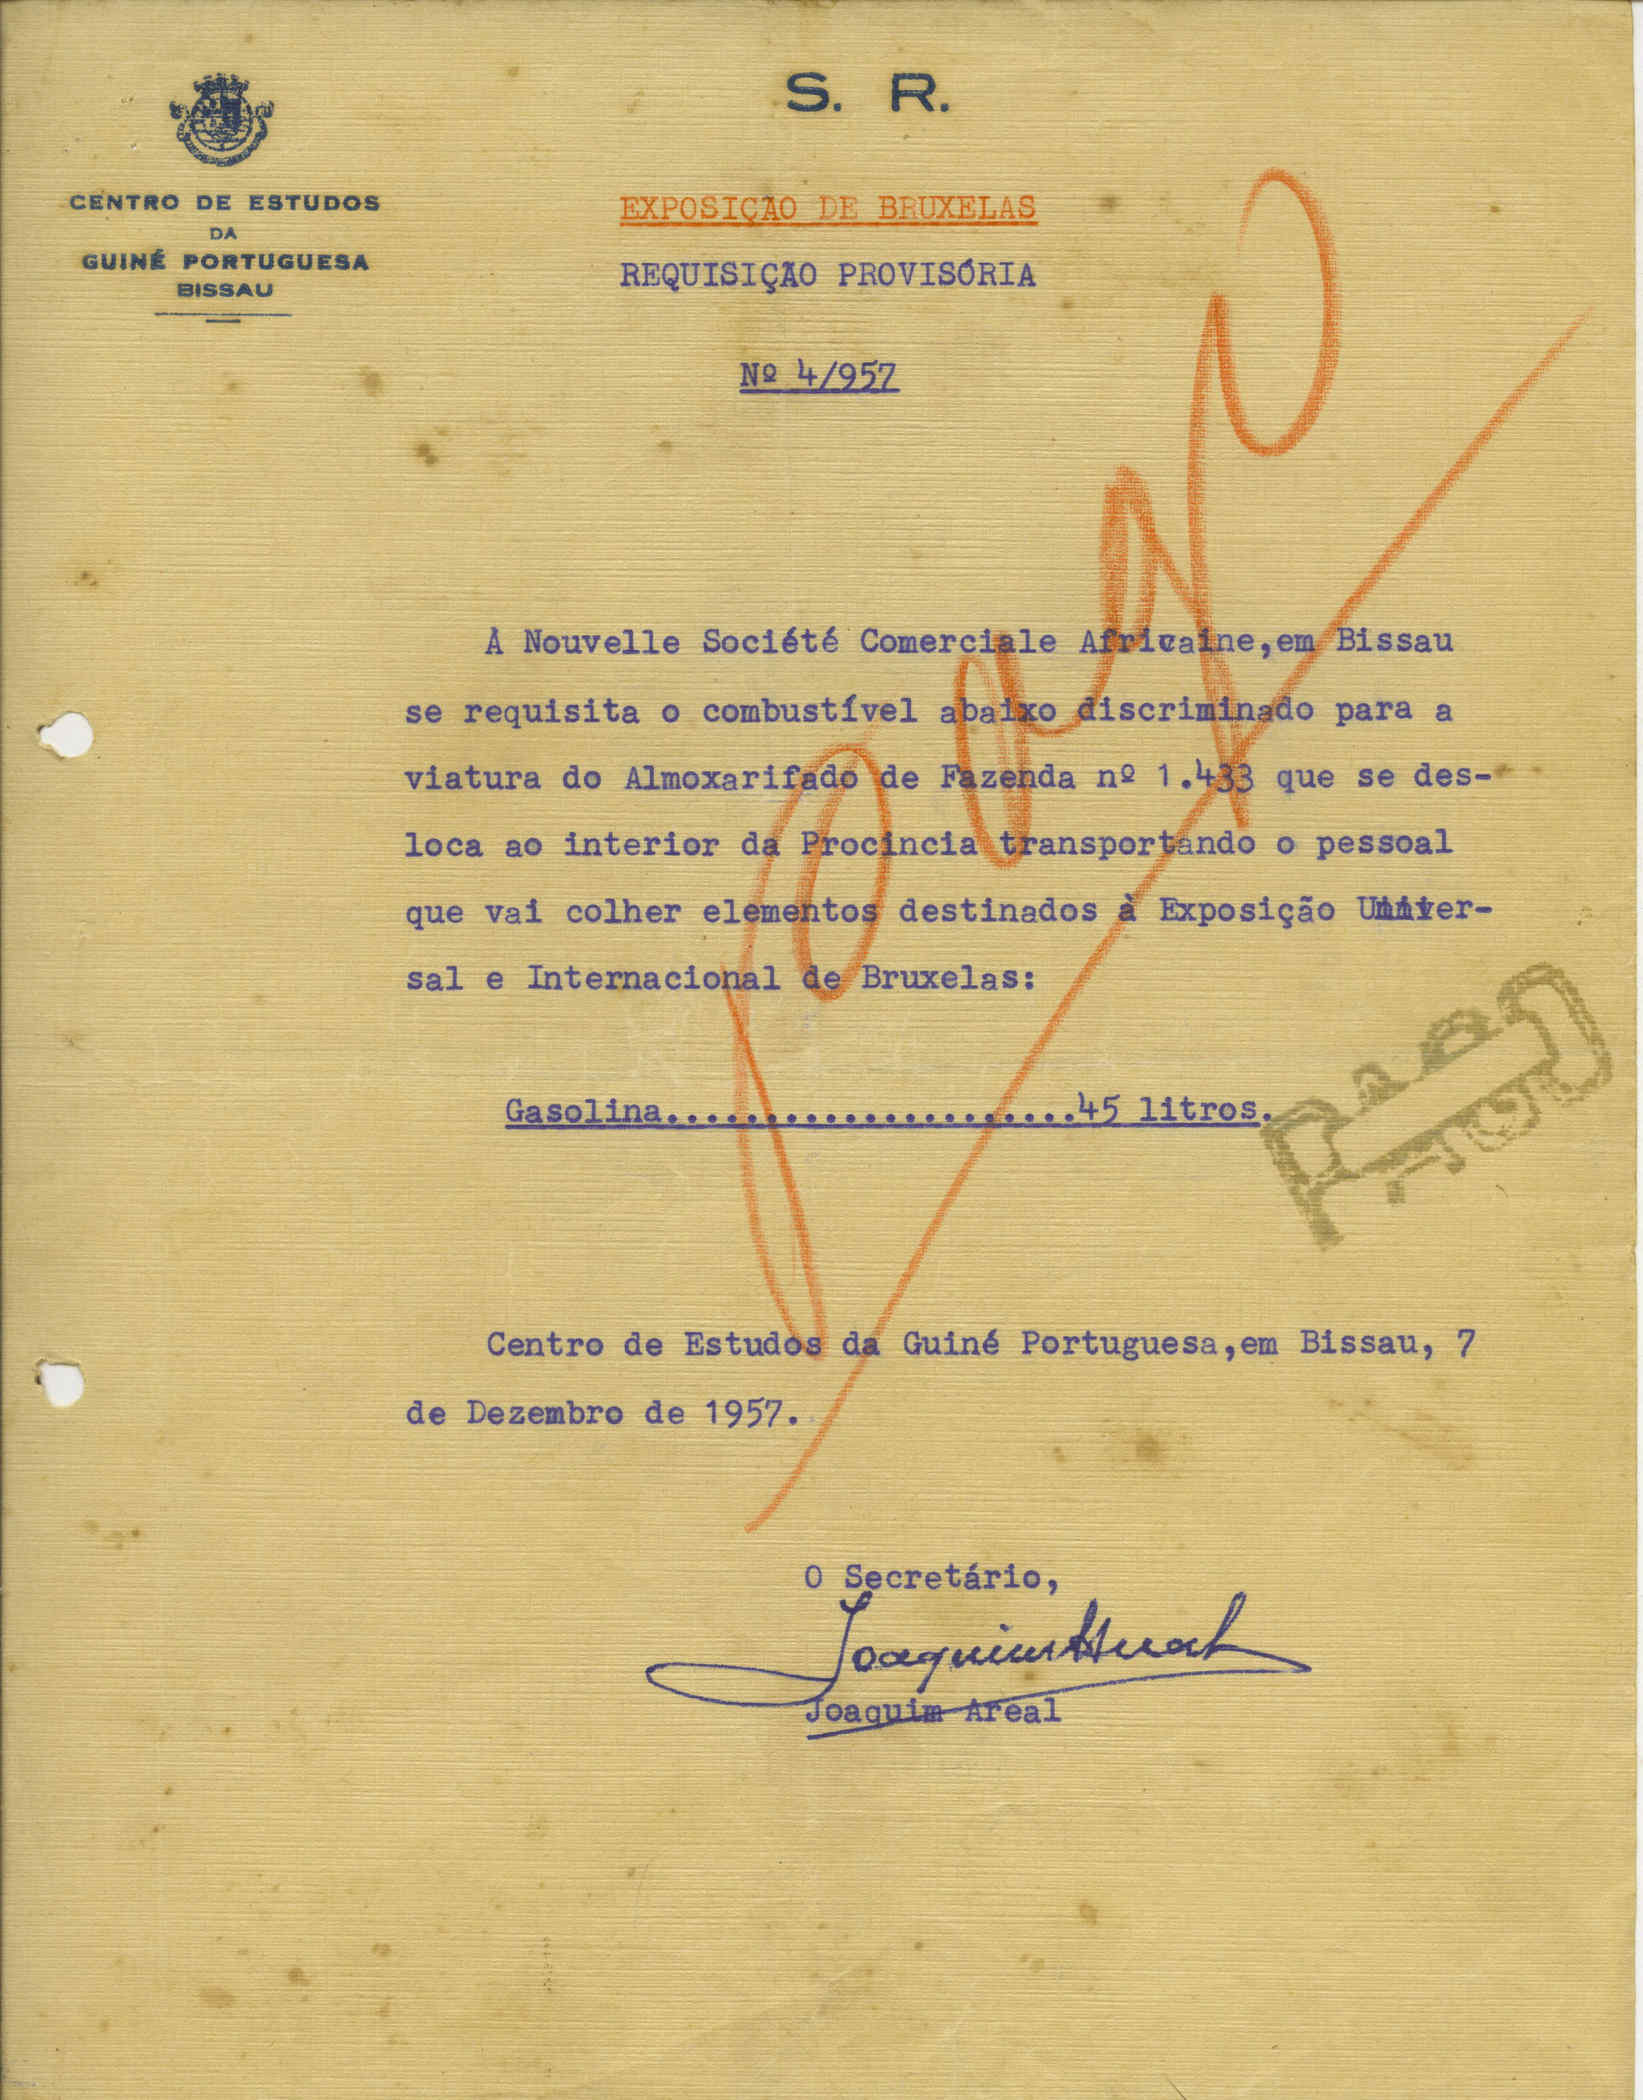 S. R.
CENTRO DE ESTUDOS
DA
GUINÉ PORTUGUESA
BISSAU
EXPOSIÇÃO DE BRUXELAS
REQUISIÇÃO PROVISÓRIA
Nº 4/957
À Nouvelle Société Comerciale Africaine,em Bissau
se requisita o combustível abaixo discriminado para a
viatura do Almoxarifado de Fazenda nº 1.433 que se des-
loca ao interior da Procincia transportando o pessoal
que vai colher elementos destinados à Exposição Univer-
sal e Internacional de Bruxelas:
Gasolina.....................45 litros.
Centro de Estudos da Guiné Portuguesa,em Bissau, 7
de Dezembro de 1957.
O Secretário,
Joaquim Areal
Joaquim Areal